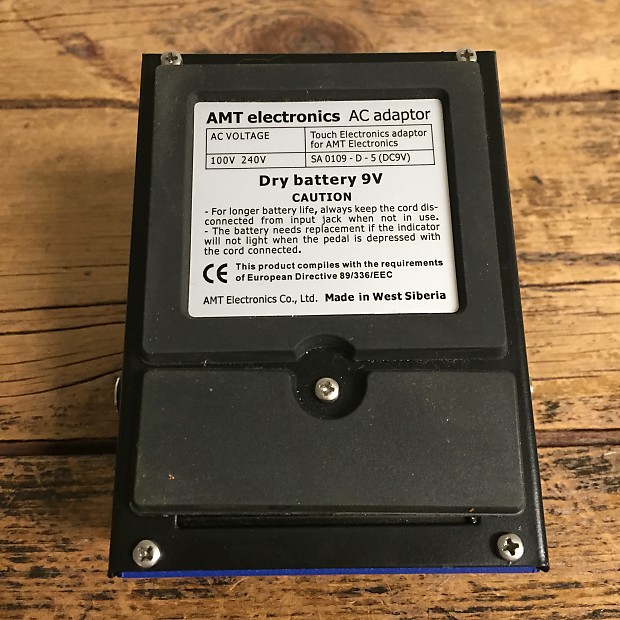 AMT electronics AC adaptor
AC VOLTAGE
Touch Electronics adaptor
for AMT Electronics
100V 240V
SA 0109 - D - 5 (DC9V)
Dry battery 9V
CAUTION
- For longer battery life, always keep the cord dis-
connected from input jack when not in use.
- The battery needs replacement if the indicator
will not light when the pedal is depressed with
the cord connected.
CE This product compiles with the requirements
of European Directive 89/336/EEC
AMT Electronics Co., Ltd. Made in West Siberia